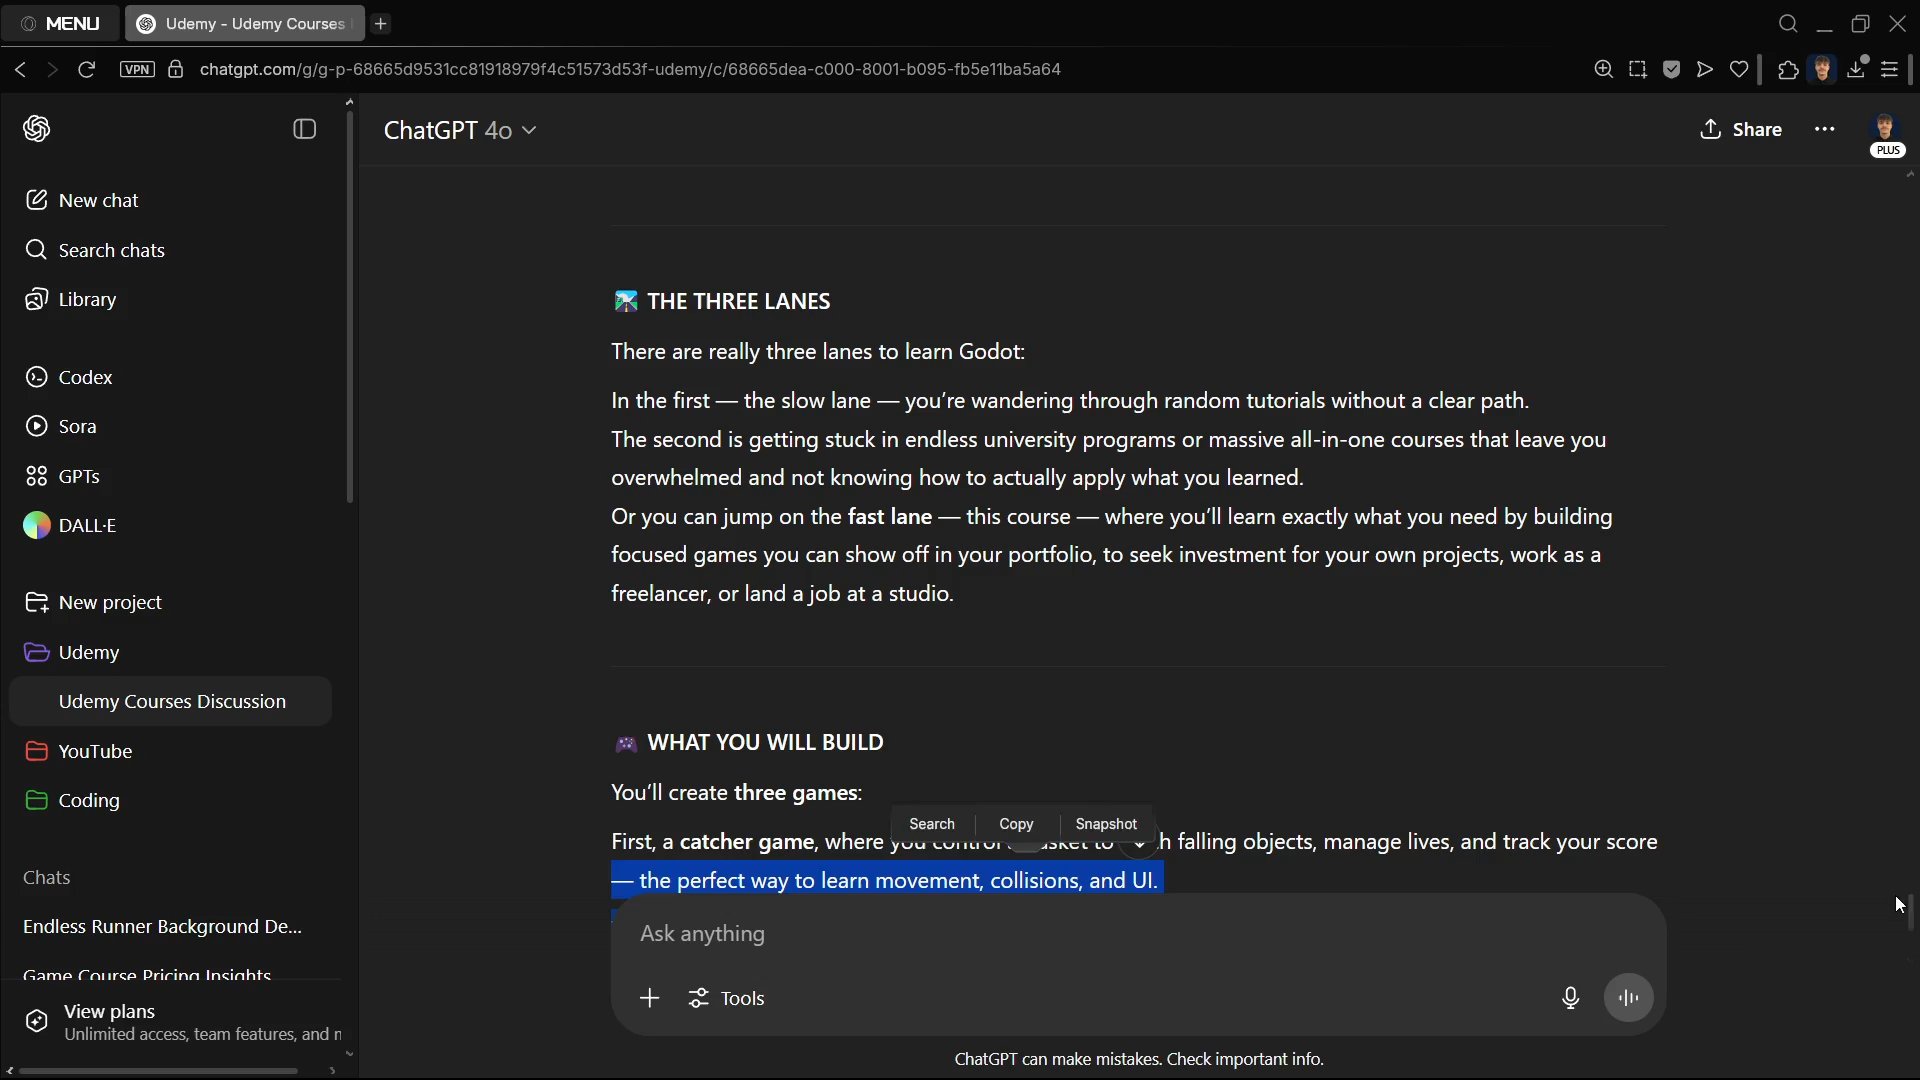 MENU
Udemy - Udemy Courses
VPN
chatgpt.com/g/g-p-68665d9531cc81918979f4c51573d53f-udemy/c/68665dea-c000-8001-b095-fb5e11ba5a64
ChatGPT 4o
Share
PLUS
New chat
Search chats
Library
Codex
Sora
GPTs
DALL·E
New project
Udemy
Udemy Courses Discussion
YouTube
Coding
Chats
Endless Runner Background De...
Game Course Pricing Insights
View plans
Unlimited access, team features, and
THE THREE LANES
There are really three lanes to learn Godot:
In the first — the slow lane — you're wandering through random tutorials without a clear path.
The second is getting stuck in endless university programs or massive all-in-one courses that leave you
overwhelmed and not knowing how to actually apply what you learned.
Or you can jump on the fast lane — this course — where you'll learn exactly what you need by building
focused games you can show off in your portfolio, to seek investment for your own projects, work as a
freelancer, or land a job at a studio.
WHAT YOU WILL BUILD
You'll create three games:
Search
Copy
Snapshot
First, a catcher game, where you control basket to h falling objects, manage lives, and track your score
— the perfect way to learn movement, collisions, and UI.
Ask anything
Tools
ChatGPT can make mistakes. Check important info.